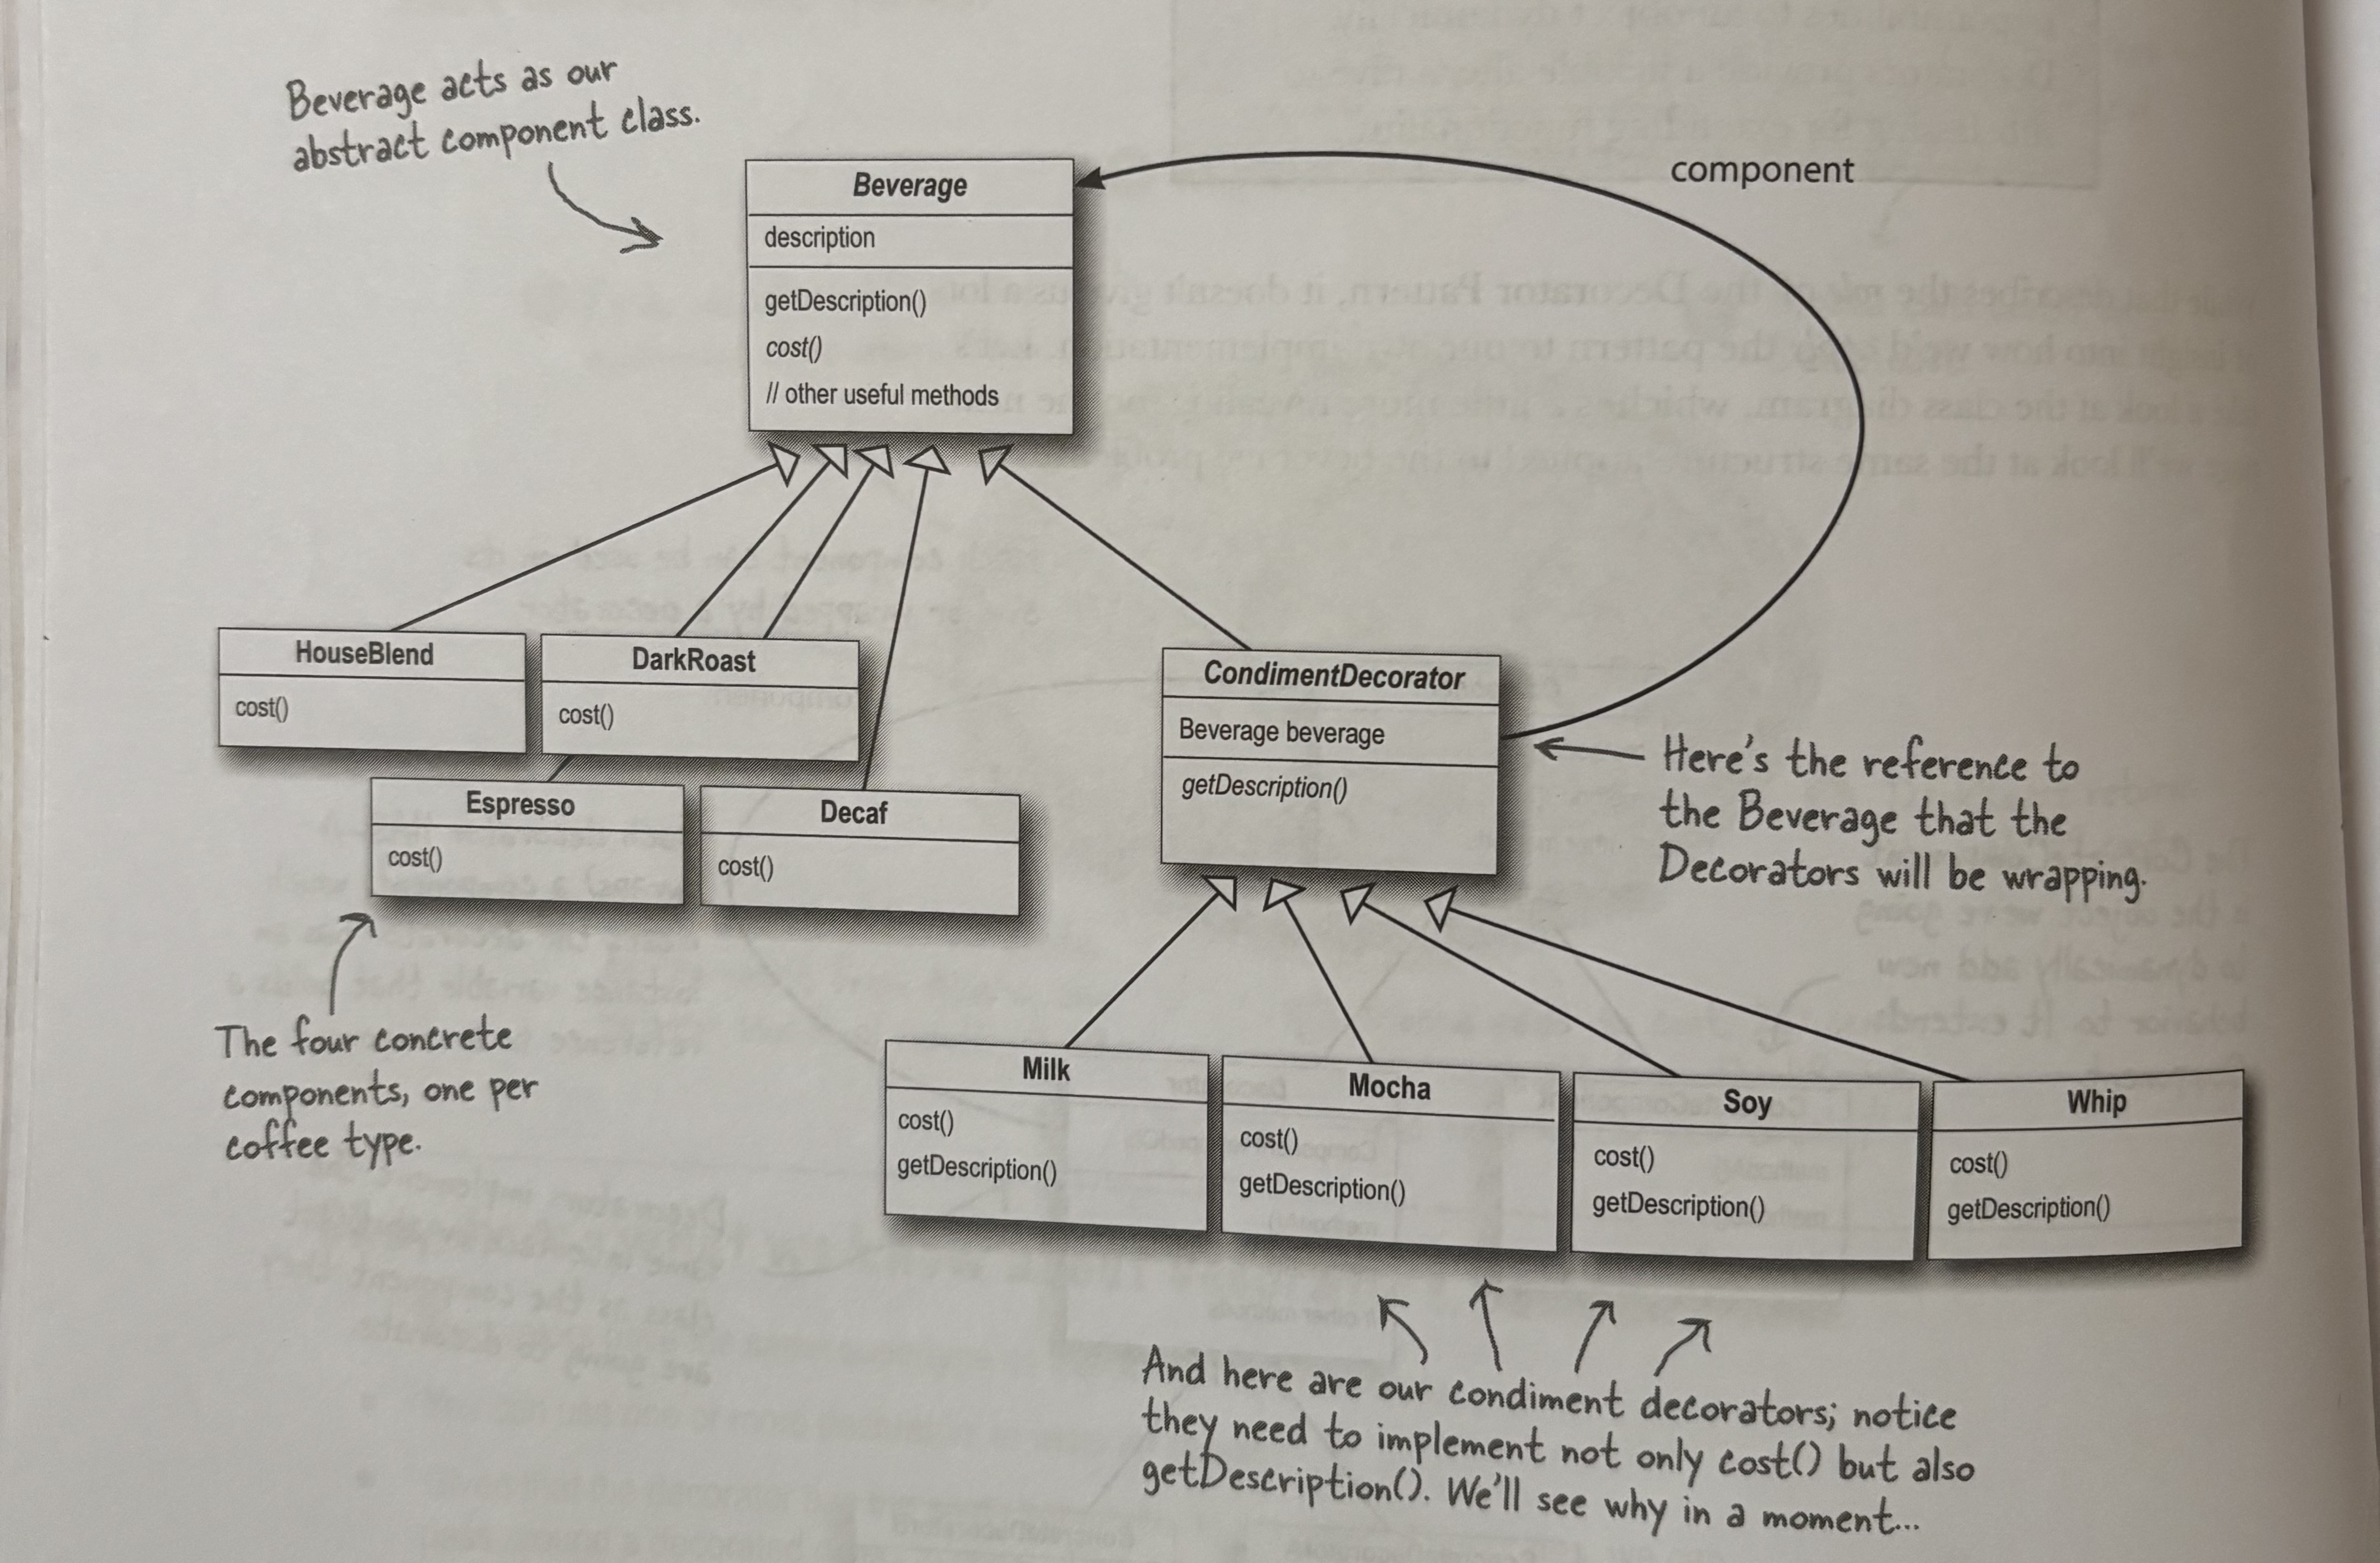 Beverage acts as our
abstract component class.
component
Beverage
description
getDescription()
cost()
// other useful methods
HouseBlend
cost()
DarkRoast
cost()
Espresso
cost()
Decaf
cost()
CondimentDecorator
Beverage beverage
getDescription()
Here's the reference to
the Beverage that the
Decorators will be wrapping.
The four concrete
components, one per
coffee type.
Milk
cost()
getDescription()
Mocha
cost()
getDescription()
Soy
cost()
getDescription()
Whip
cost()
getDescription()
And here are our condiment decorators; notice
they need to implement not only cost() but also
getDescription(). We'll see why in a moment...